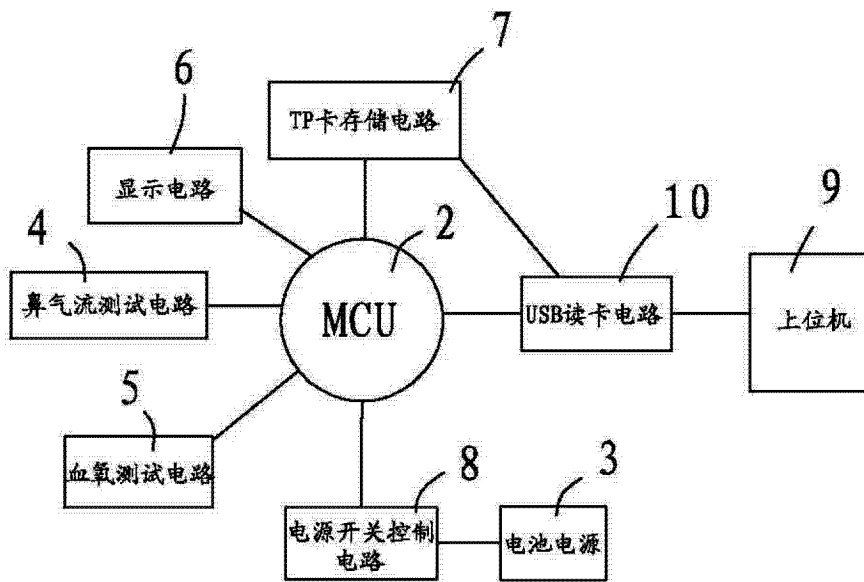 7
6
TP卡存储电路
显示电路
9
4
2
10
鼻气流测试电路
MCU
USB读卡电路
上位机
5
血氧测试电路
8
3
电源开关控制
电路
电池电源